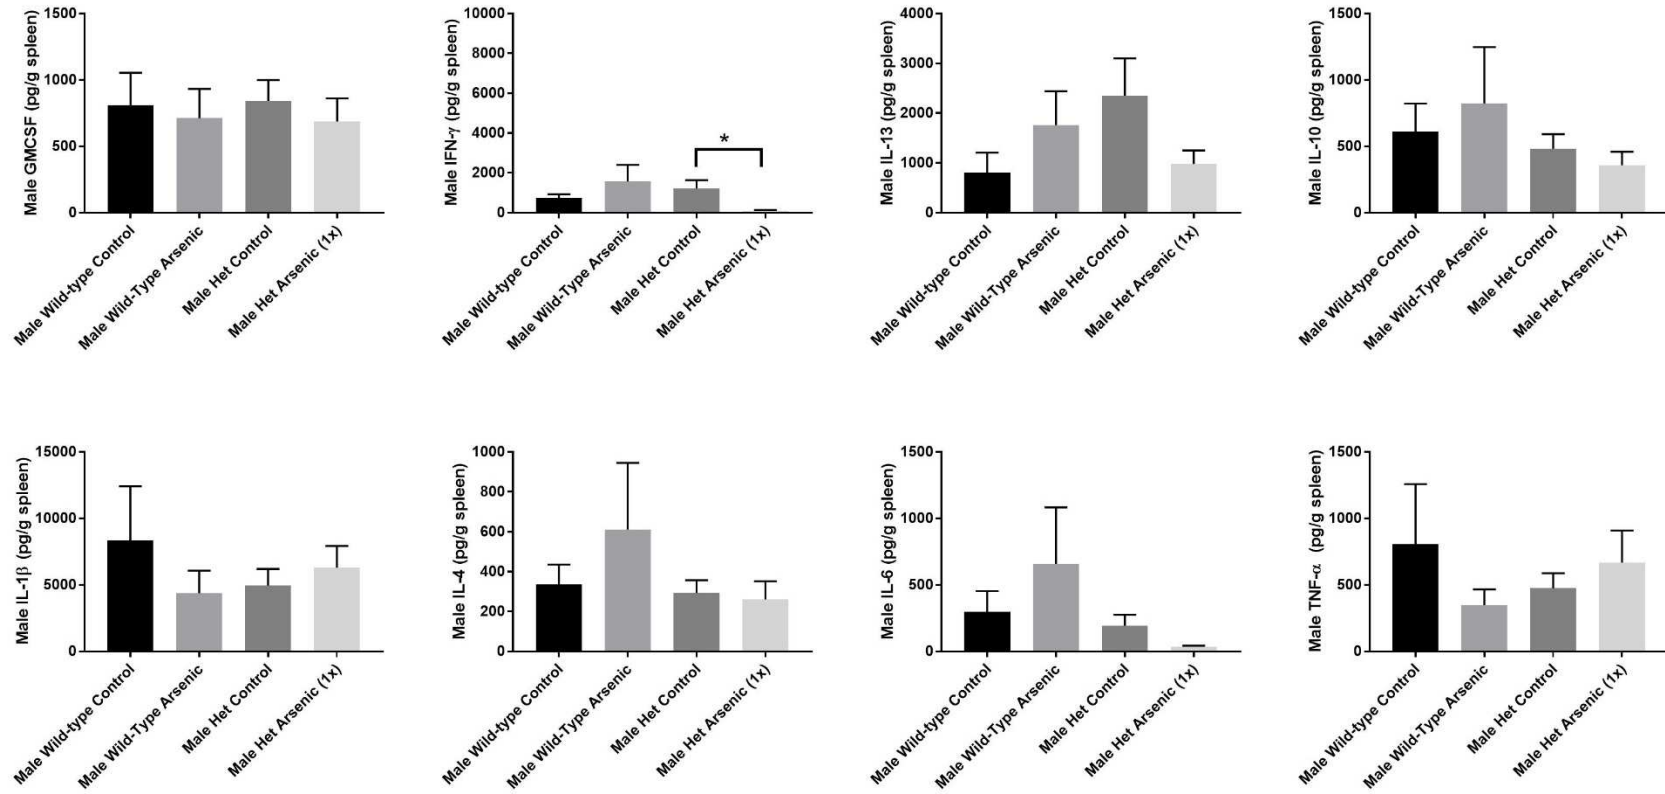 Male GMCSF (pg/g spleen)
1500
1000
500
0
Male Wild-type Control
Male Wild-Type Arsenic
Male Het Control
Male Het Arsenic (1x)
Male IFN-γ (pg/g spleen)
10000
8000
6000
4000
2000
0
*
Male Wild-type Control
Male Wild-Type Arsenic
Male Het Control
Male Het Arsenic (1x)
Male IL-13 (pg/g spleen)
4000
3000
2000
1000
0
Male Wild-type Control
Male Wild-Type Arsenic
Male Het Control
Male Het Arsenic (1x)
Male IL-10 (pg/g spleen)
1500
1000
500
0
Male Wild-type Control
Male Wild-Type Arsenic
Male Het Control
Male Het Arsenic (1x)
Male IL-1β (pg/g spleen)
15000
10000
5000
0
Male Wild-type Control
Male Wild-Type Arsenic
Male Het Control
Male Het Arsenic (1x)
Male IL-4 (pg/g spleen)
1000
800
600
400
200
0
Male Wild-type Control
Male Wild-Type Arsenic
Male Het Control
Male Het Arsenic (1x)
Male IL-6 (pg/g spleen)
1500
1000
500
0
Male Wild-type Control
Male Wild-Type Arsenic
Male Het Control
Male Het Arsenic (1x)
Male TNF-α (pg/g spleen)
1500
1000
500
0
Male Wild-type Control
Male Wild-Type Arsenic
Male Het Control
Male Het Arsenic (1x)